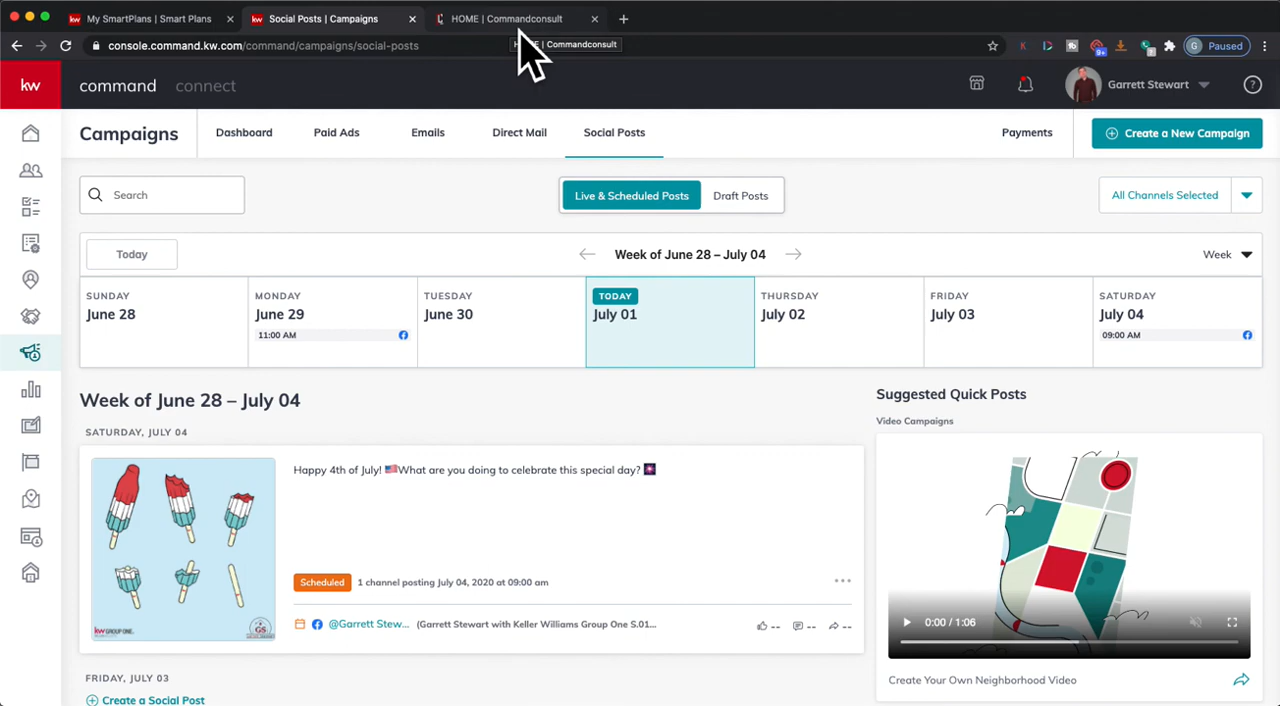 My SmartPlans | Smart Plans
Social Posts | Campaigns
HOME | Commandconsult
console.command.kw.com/command/campaigns/social-posts
Commandconsult
9+
?
G Paused
kw
command
connect
Garrett Stewart
?
Campaigns
Dashboard
Paid Ads
Emails
Direct Mail
Social Posts
Payments
Create a New Campaign
Search
Live & Scheduled Posts
Draft Posts
All Channels Selected
Today
Week of June 28 – July 04
Week
SUNDAY
June 28
MONDAY
June 29
11:00 AM
TUESDAY
June 30
TODAY
July 01
THURSDAY
July 02
FRIDAY
July 03
SATURDAY
July 04
09:00 AM
Week of June 28 – July 04
SATURDAY, JULY 04
kw GROUP ONE.
GS
Happy 4th of July! 🇺🇸What are you doing to celebrate this special day? 🎆
Scheduled
1 channel posting July 04, 2020 at 09:00 am
@Garrett Stew...
(Garrett Stewart with Keller Williams Group One S.01...
--
--
--
FRIDAY, JULY 03
Create a Social Post
Suggested Quick Posts
Video Campaigns
0:00 / 1:06
Create Your Own Neighborhood Video